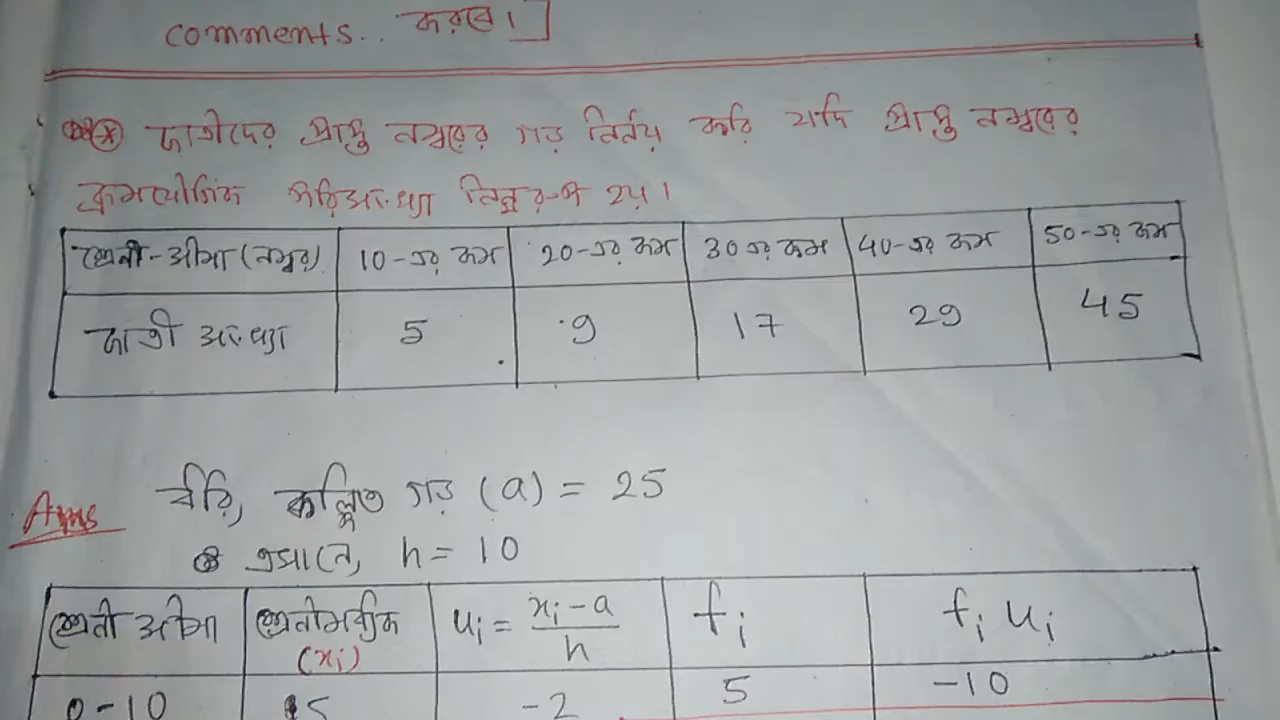 comments.. করবে।]
ছাত্রীদের প্রাপ্ত নম্বরের গড় নির্ণয় করি যদি প্রাপ্ত নম্বরের
ক্রমযৌগিক পরিসংখ্যা নিম্নরূপ হয়।
শ্রেণী-সীমা (নম্বর) 10-এর কম 20-এর কম 30 এর কম 40-এর কম 50-এর কম
ছাত্রী সংখ্যা 5 9 17 29 45
Ans ধরি, কল্পিত গড় (a) = 25
এখানে, h = 10
শ্রেণী সীমা শ্রেণীমধ্যক (xi) ui = xi - a / h fi fi ui
0-10 5 -2 5 -10